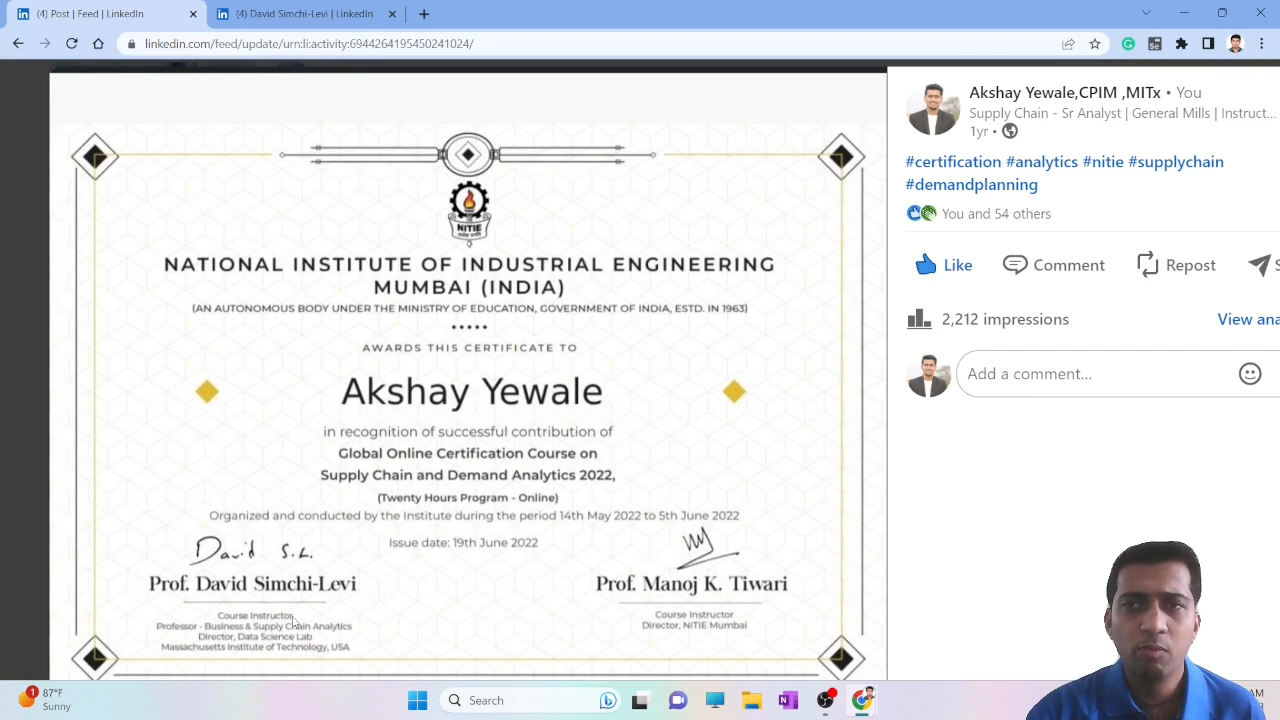 (4) Post | Feed | LinkedIn
(4) David Simchi-Levi | LinkedIn
linkedin.com/feed/update/urn:li:activity:6944264195450241024/
NITIE
NATIONAL INSTITUTE OF INDUSTRIAL ENGINEERING
MUMBAI (INDIA)
(AN AUTONOMOUS BODY UNDER THE MINISTRY OF EDUCATION, GOVERNMENT OF INDIA, ESTD. IN 1963)
AWARDS THIS CERTIFICATE TO
Akshay Yewale
in recognition of successful contribution of
Global Online Certification Course on
Supply Chain and Demand Analytics 2022,
(Twenty Hours Program - Online)
Organized and conducted by the Institute during the period 14th May 2022 to 5th June 2022
Issue date: 19th June 2022
David S.L.
Prof. David Simchi-Levi
Course Instructor
Professor - Business & Supply Chain Analytics
Director, Data Science Lab
Massachusetts Institute of Technology, USA
Prof. Manoj K. Tiwari
Course Instructor
Director, NITIE Mumbai
Akshay Yewale,CPIM ,MITx • You
Supply Chain - Sr Analyst | General Mills | Instruct...
1yr •
#certification #analytics #nitie #supplychain
#demandplanning
You and 54 others
Like
Comment
Repost
S
2,212 impressions
View ana
Add a comment...
1
87°F
Sunny
Search